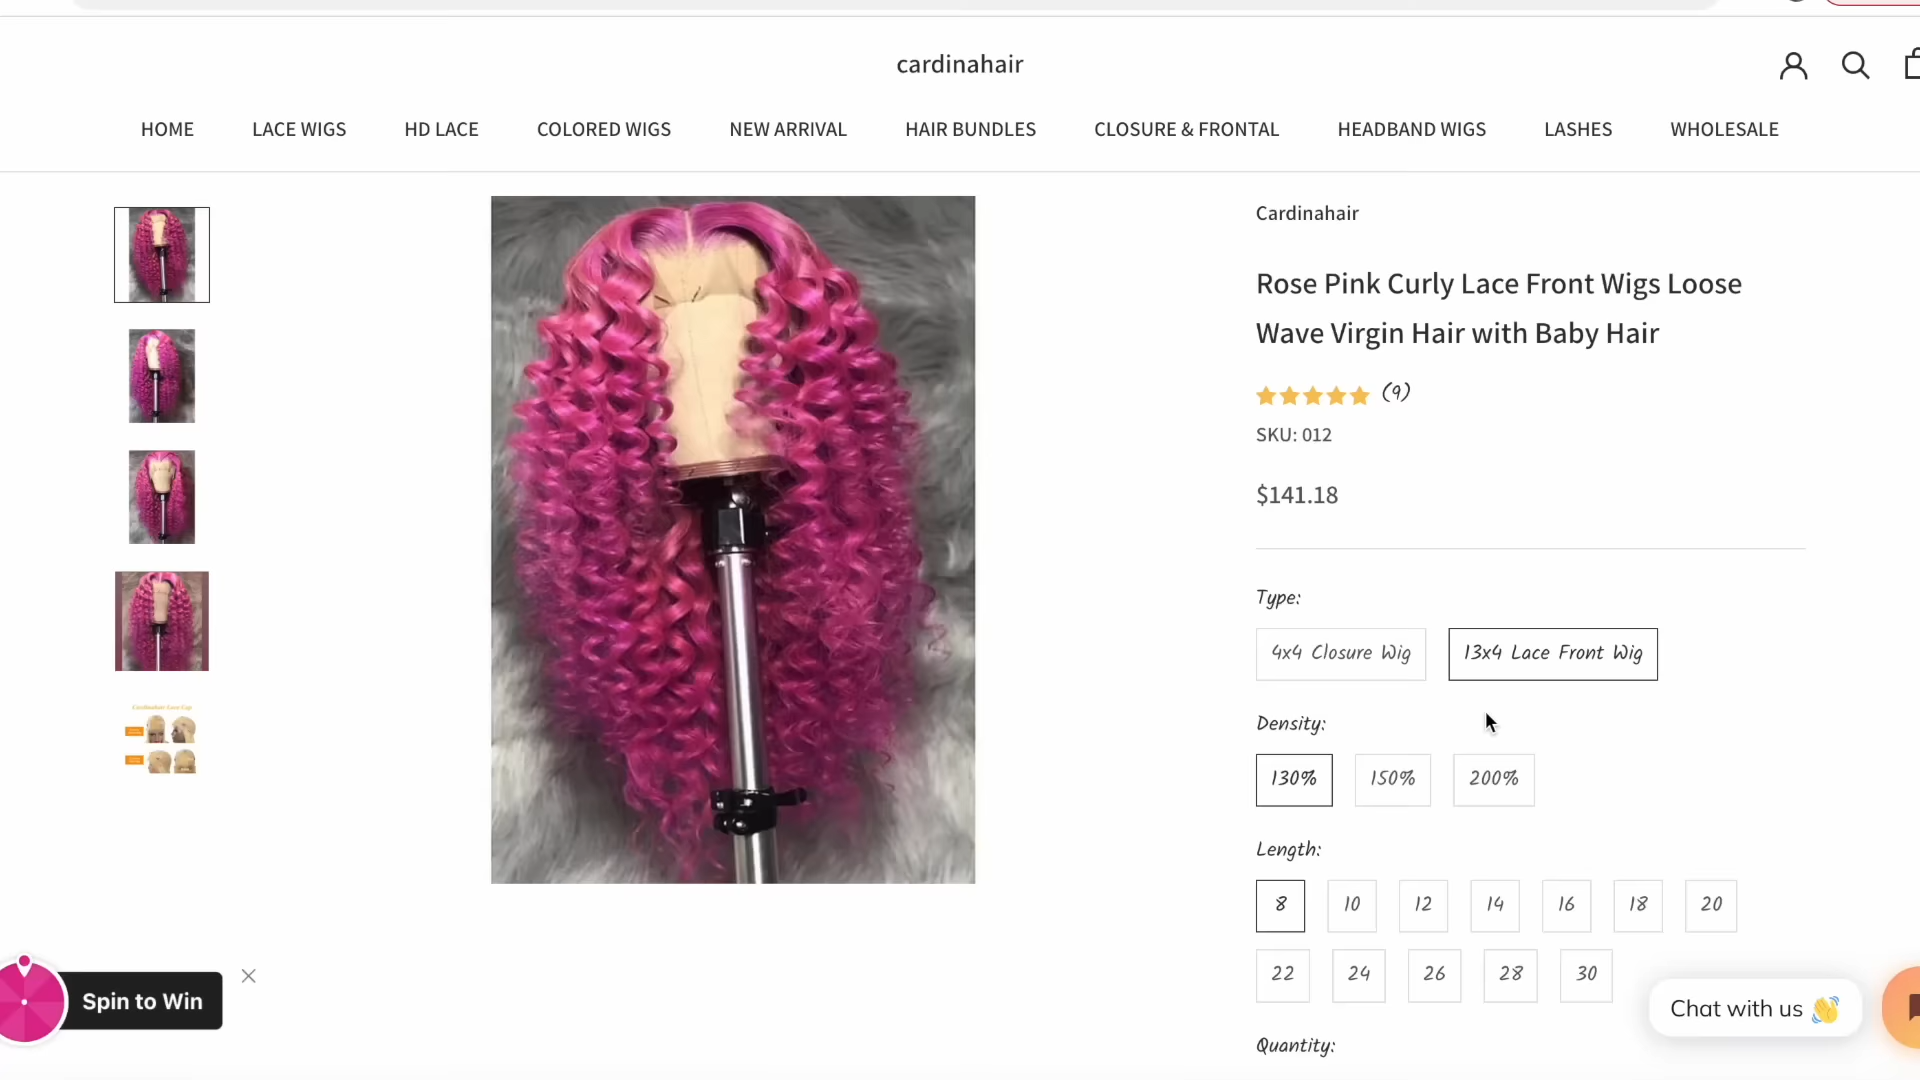 cardinahair
HOME LACE WIGS HD LACE COLORED WIGS NEW ARRIVAL HAIR BUNDLES CLOSURE & FRONTAL HEADBAND WIGS LASHES WHOLESALE
Cardinahair
Rose Pink Curly Lace Front Wigs Loose
Wave Virgin Hair with Baby Hair
(9)
SKU: 012
$141.18
Type:
4x4 Closure Wig 13x4 Lace Front Wig
Density:
130% 150% 200%
Length:
8 10 12 14 16 18 20
22 24 26 28 30
Quantity:
Cardinahair Lace Cap
Spin to Win
Chat with us 👋